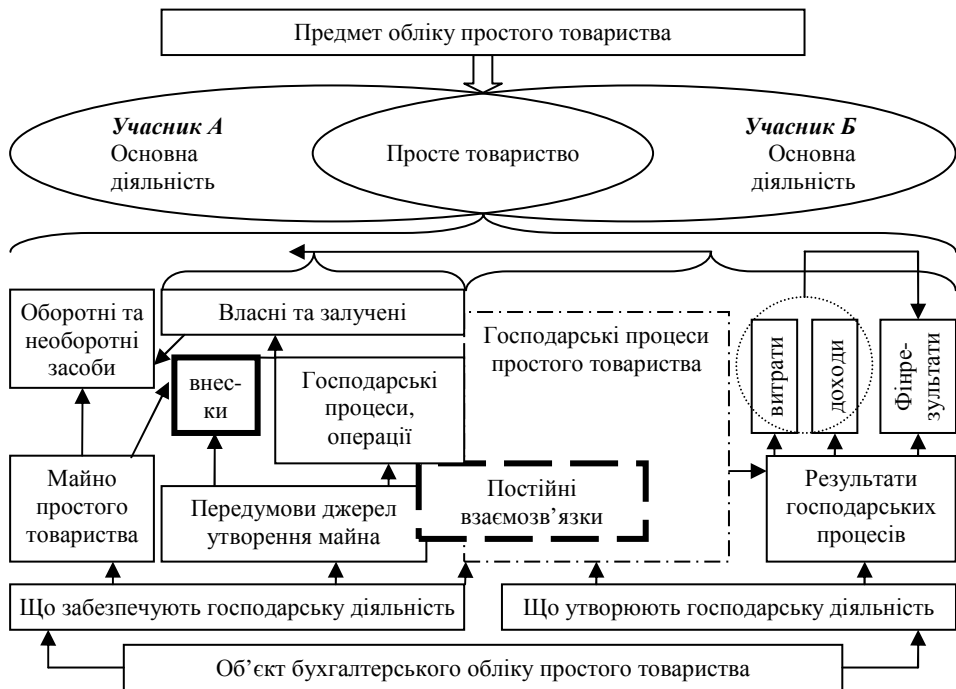 Предмет обліку простого товариства
Учасник А
Основна
діяльність
Просте товариство
Учасник Б
Основна
діяльність
Оборотні та
необоротні
засоби
Власні та залучені
внес-
ки
Господарські
процеси,
операції
Господарські процеси
простого товариства
витрати
доходи
Фінре-
зультати
Майно
простого
товариства
Передумови джерел
утворення майна
Постійні
взаємозв’язки
Результати
господарських
процесів
Що забезпечують господарську діяльність
Що утворюють господарську діяльність
Об’єкт бухгалтерського обліку простого товариства